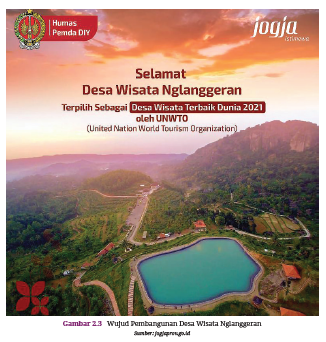 Humas
Pemda DIY
jogja
ISTIMEWA
Selamat
Desa Wisata Nglanggeran
Terpilih Sebagai Desa Wisata Terbaik Dunia 2021
oleh UNWTO
(United Nation World Tourism Organization)
Gambar 2.3 Wujud Pembangunan Desa Wisata Nglanggeran
Sumber: jogjaprov.go.id